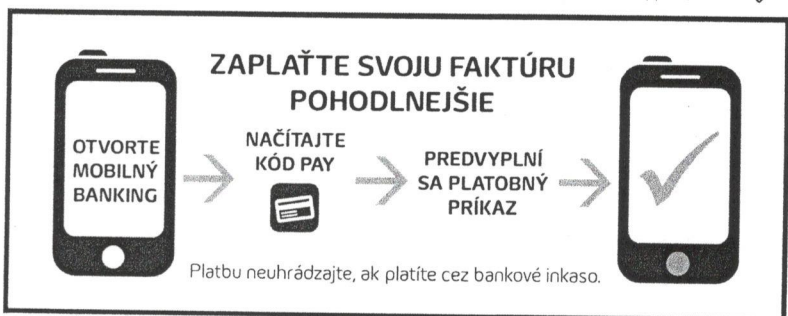 ZAPLAŤTE SVOJU FAKTÚRU
POHODLNEJŠIE
OTVORTE
MOBILNÝ
BANKING
NAČÍTAJTE
KÓD PAY
PREDVYPLNÍ
SA PLATOBNÝ
PRÍKAZ
Platbu neuhrádzajte, ak platíte cez bankové inkaso.